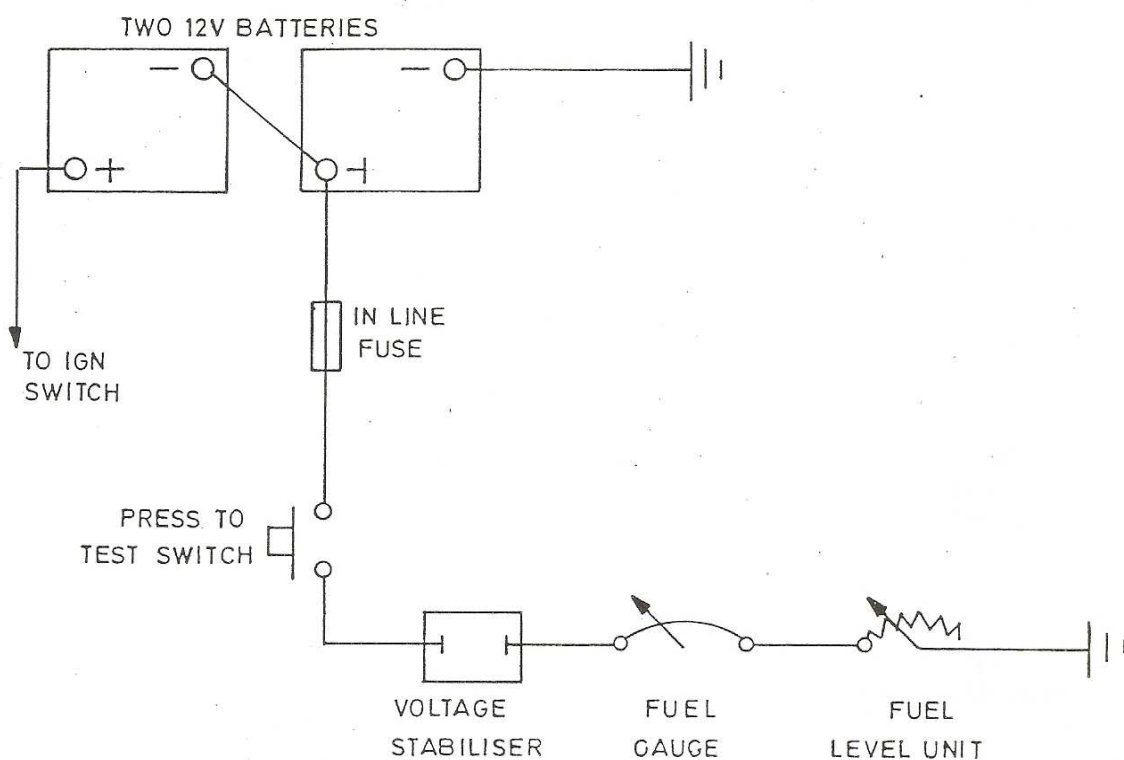 TWO 12V BATTERIES
− −
+ +
IN LINE
FUSE
TO IGN
SWITCH
PRESS TO
TEST SWITCH
VOLTAGE
STABILISER
FUEL
GAUGE
FUEL
LEVEL UNIT